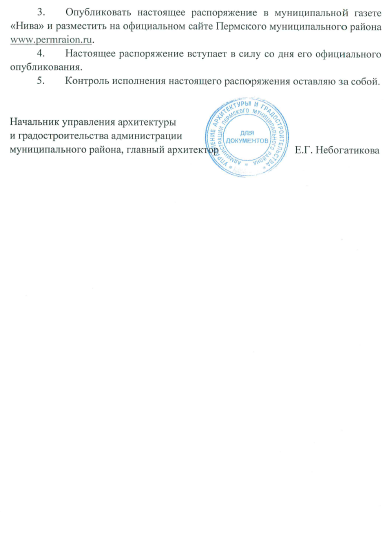 3. Опубликовать настоящее распоряжение в муниципальной газете
«Нива» и разместить на официальном сайте Пермского муниципального района
www.permraion.ru.
4. Настоящее распоряжение вступает в силу со дня его официального
опубликования.
5. Контроль исполнения настоящего распоряжения оставляю за собой.
Начальник управления архитектуры
и градостроительства администрации
муниципального района, главный архитектор Е.Г. Небогатикова
ДЛЯ
ДОКУМЕНТОВ